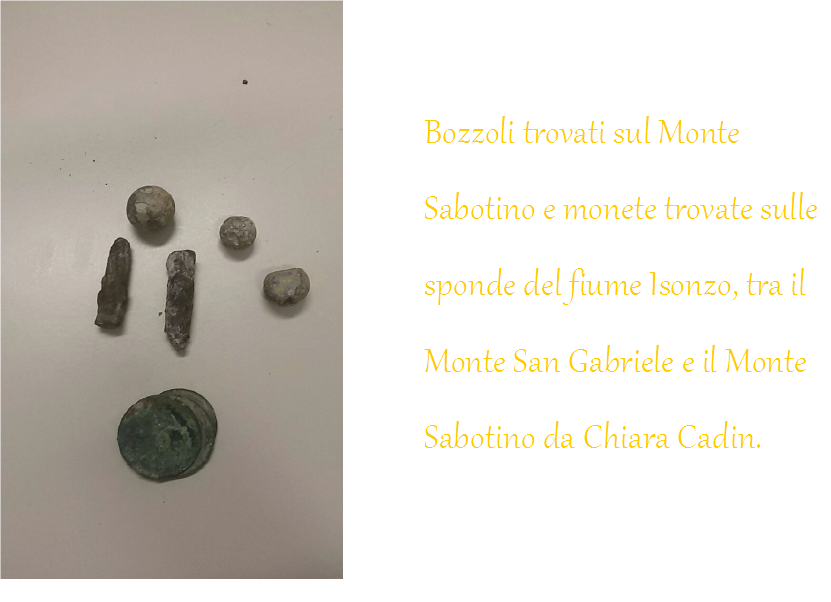 Bozzoli trovati sul Monte
Sabotino e monete trovate sulle
sponde del fiume Isonzo, tra il
Monte San Gabriele e il Monte
Sabotino da Chiara Cadin.